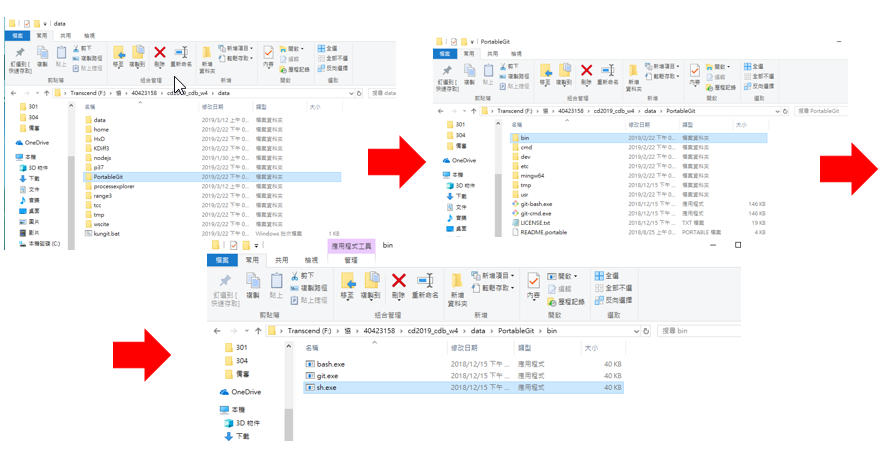 data
檔案 常用 共用 檢視
釘選到 [快速存取] 複製 貼上 剪下 複製路徑 貼上捷徑 移至 複製到 刪除 重新命名 新增資料夾 新增項目 輕鬆存取 內容 開啟 編輯 歷程記錄 全選 全部不選 反向選擇
剪貼簿 組合管理 新增 開啟 選取
Transcend (F:) › 協 › 40423158 › cd2019_cdb_w4 › data 搜尋 data
名稱 修改日期 類型 大小
301
304
備審
OneDrive
本機
3D 物件
下載
文件
音樂
桌面
圖片
影片
本機磁碟 (C:)
data 2019/3/12 上午 0... 檔案資料夾
home 2019/2/22 下午 0... 檔案資料夾
HxD 2019/2/22 下午 0... 檔案資料夾
KDiff3 2019/2/22 下午 0... 檔案資料夾
nodejs 2019/1/30 上午 0... 檔案資料夾
p37 2019/2/22 下午 0... 檔案資料夾
PortableGit 2019/2/22 下午 0... 檔案資料夾
processexplorer 2019/3/12 上午 0... 檔案資料夾
range3 2019/2/22 下午 0... 檔案資料夾
tcc 2019/2/22 下午 0... 檔案資料夾
tmp 2019/2/22 下午 0... 檔案資料夾
wscite 2019/2/22 下午 0... 檔案資料夾
kungit.bat 2019/3/22 下午 0... Windows 批次檔案 1 KB
PortableGit
檔案 常用 共用 檢視
釘選到 [快速存取] 複製 貼上 剪下 複製路徑 貼上捷徑 移至 複製到 刪除 重新命名 新增資料夾 新增項目 輕鬆存取 內容 開啟 編輯 歷程記錄 全選 全部不選 反向選擇
剪貼簿 組合管理 新增 開啟 選取
Transcend (F:) › 協 › 40423158 › cd2019_cdb_w4 › data › PortableGit 搜尋 PortableGit
名稱 修改日期 類型 大小
301
304
備審
OneDrive
本機
3D 物件
下載
文件
音樂
桌面
bin 2019/2/22 下午 0... 檔案資料夾
cmd 2019/2/22 下午 0... 檔案資料夾
dev 2019/2/22 下午 0... 檔案資料夾
etc 2019/2/22 下午 0... 檔案資料夾
mingw64 2019/2/22 下午 0... 檔案資料夾
tmp 2018/12/15 下午 ... 檔案資料夾
usr 2019/2/22 下午 0... 檔案資料夾
git-bash.exe 2018/12/15 下午 ... 應用程式 146 KB
git-cmd.exe 2018/12/15 下午 ... 應用程式 146 KB
LICENSE.txt 2018/12/15 下午 ... TXT 檔案 19 KB
README.portable 2018/8/25 上午 0... PORTABLE 檔案 4 KB
應用程式工具 bin
檔案 常用 共用 檢視 管理
釘選到 [快速存取] 複製 貼上 剪下 複製路徑 貼上捷徑 移至 複製到 刪除 重新命名 新增資料夾 新增項目 輕鬆存取 內容 開啟 編輯 歷程記錄 全選 全部不選 反向選擇
剪貼簿 組合管理 新增 開啟 選取
Transcend (F:) › 協 › 40423158 › cd2019_cdb_w4 › data › PortableGit › bin 搜尋 bin
名稱 修改日期 類型 大小
301
304
備審
OneDrive
本機
3D 物件
下載
bash.exe 2018/12/15 下午 ... 應用程式 40 KB
git.exe 2018/12/15 下午 ... 應用程式 40 KB
sh.exe 2018/12/15 下午 ... 應用程式 40 KB